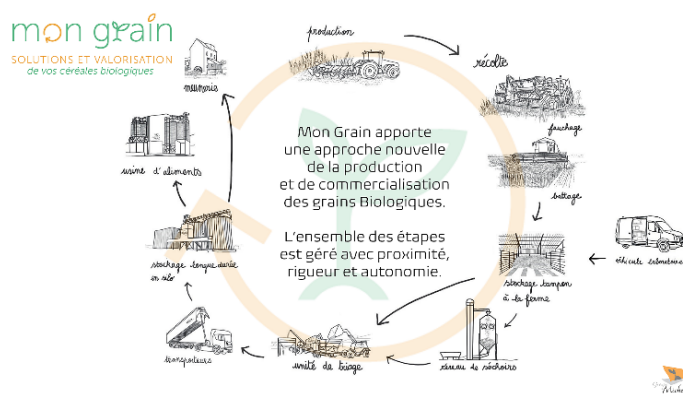 mon grain
SOLUTIONS ET VALORISATION
de vos céréales biologiques
production
récolte
meunerie
fauchage
usine d'aliments
Mon Grain apporte
une approche nouvelle
de la production
et de commercialisation
des grains Biologiques.
L'ensemble des étapes
est géré avec proximité,
rigueur et autonomie.
battage
stockage longue durée
en silo
véhicule
stockage tampon
à la ferme
transporteurs
unité de triage
réseau de séchoirs